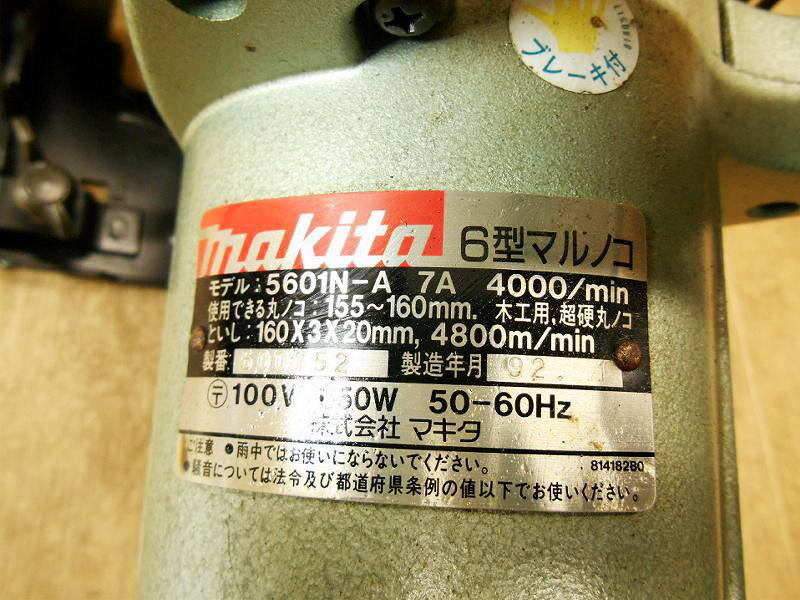 ブレーキ付
makita 6型マルノコ
モデル: 5601N-A 7A 4000/min
使用できる丸ノコ: 155~160mm. 木工用, 超硬丸ノコ
といし: 160X3X20mm, 4800m/min
製番: 752 製造年月 92. 1
〒 100V 50W 50-60Hz
株式会社 マキタ
ご注意 ●雨中ではお使いにならないでください。
81418280
●騒音については法令及び都道府県条例の値以下でお使いください。